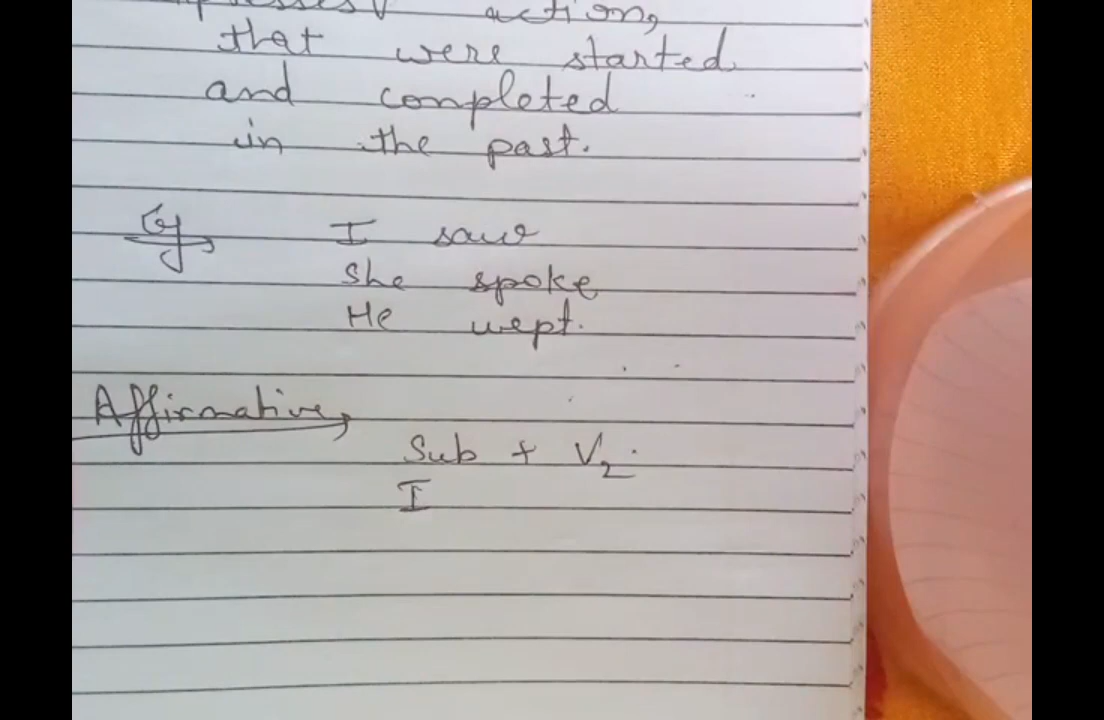 action,
that were started
and completed
in the past.
Eg I saw
She spoke
He wept.
Affirmative,
Sub + V₂.
I